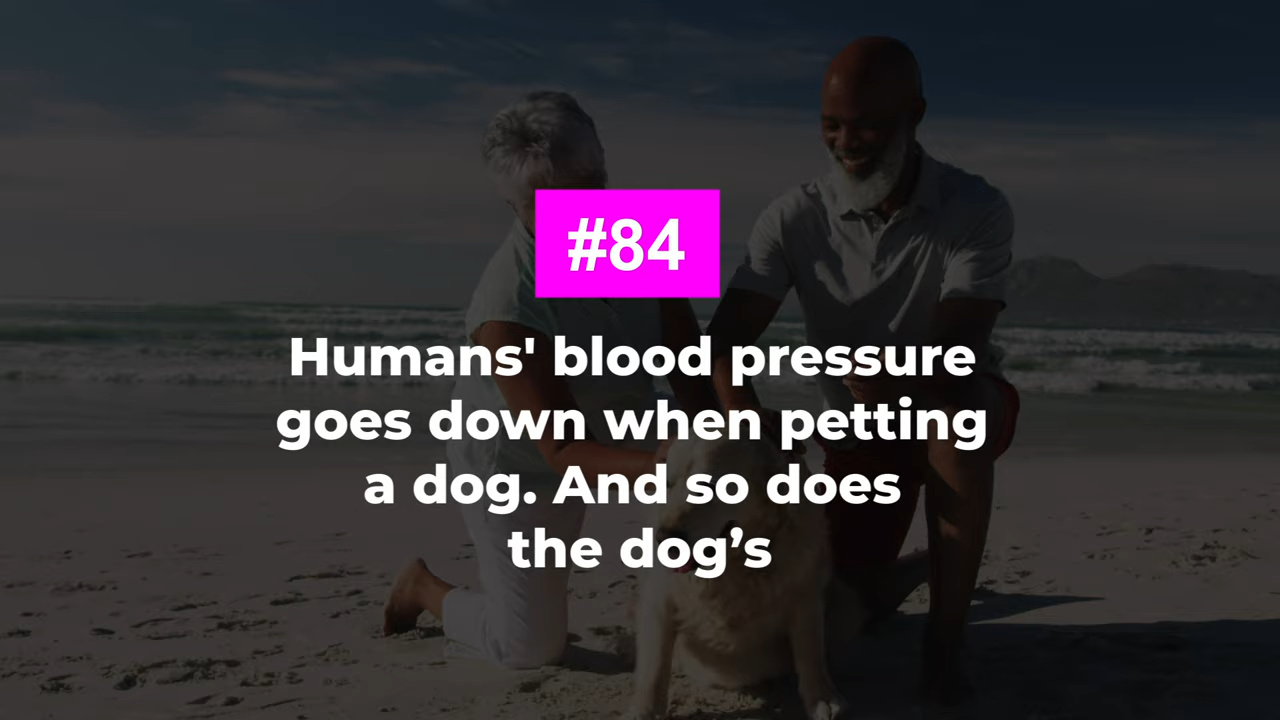 #84
Humans' blood pressure
goes down when petting
a dog. And so does
the dog’s